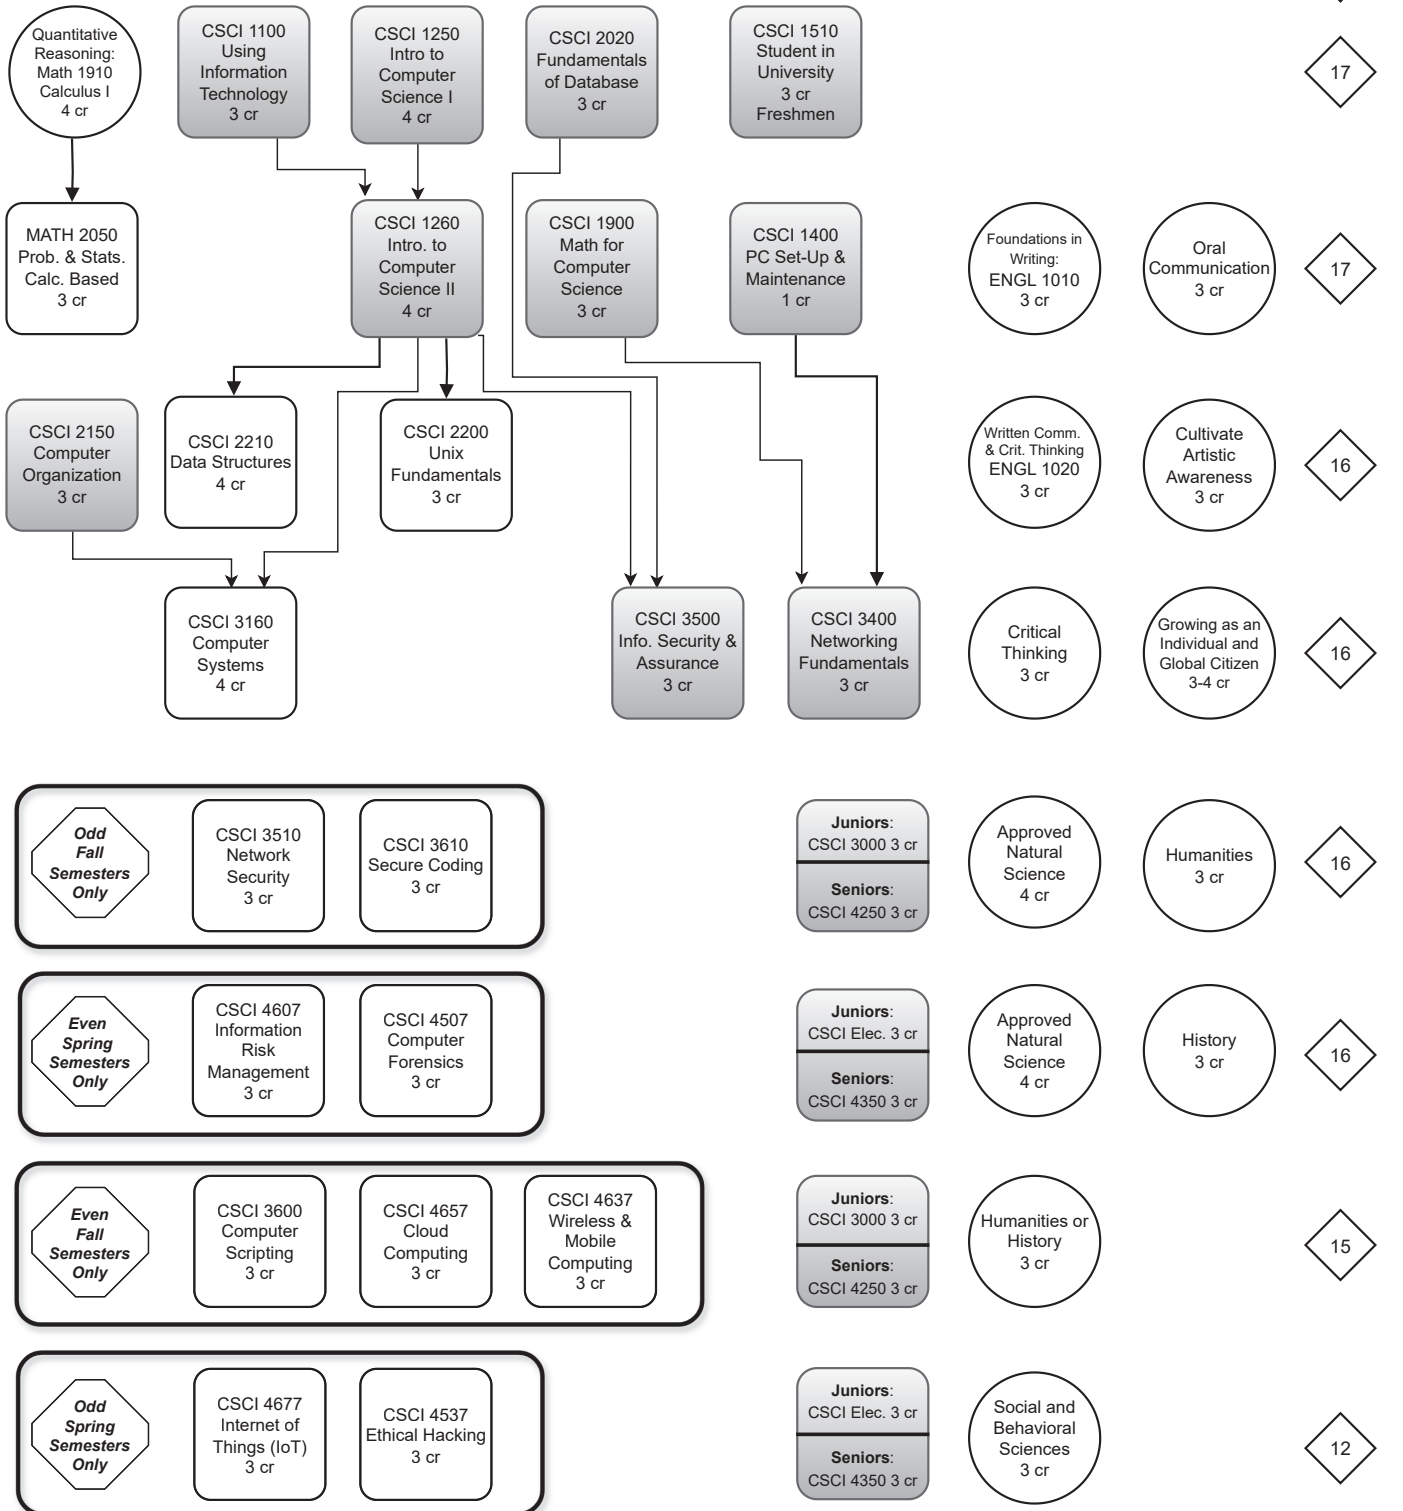 Quantitative
Reasoning:
Math 1910
Calculus I
4 cr
CSCI 1100
Using
Information
Technology
3 cr
CSCI 1250
Intro to
Computer
Science I
4 cr
CSCI 2020
Fundamentals
of Database
3 cr
CSCI 1510
Student in
University
3 cr
Freshmen
17
MATH 2050
Prob. & Stats.
Calc. Based
3 cr
CSCI 1260
Intro. to
Computer
Science II
4 cr
CSCI 1900
Math for
Computer
Science
3 cr
CSCI 1400
PC Set-Up &
Maintenance
1 cr
Foundations in
Writing:
ENGL 1010
3 cr
Oral
Communication
3 cr
17
CSCI 2150
Computer
Organization
3 cr
CSCI 2210
Data Structures
4 cr
CSCI 2200
Unix
Fundamentals
3 cr
Written Comm.
& Crit. Thinking
ENGL 1020
3 cr
Cultivate
Artistic
Awareness
3 cr
16
CSCI 3160
Computer
Systems
4 cr
CSCI 3500
Info. Security &
Assurance
3 cr
CSCI 3400
Networking
Fundamentals
3 cr
Critical
Thinking
3 cr
Growing as an
Individual and
Global Citizen
3-4 cr
16
Odd
Fall
Semesters
Only
CSCI 3510
Network
Security
3 cr
CSCI 3610
Secure Coding
3 cr
Juniors:
CSCI 3000 3 cr
Seniors:
CSCI 4250 3 cr
Approved
Natural
Science
4 cr
Humanities
3 cr
16
Even
Spring
Semesters
Only
CSCI 4607
Information
Risk
Management
3 cr
CSCI 4507
Computer
Forensics
3 cr
Juniors:
CSCI Elec. 3 cr
Seniors:
CSCI 4350 3 cr
Approved
Natural
Science
4 cr
History
3 cr
16
Even
Fall
Semesters
Only
CSCI 3600
Computer
Scripting
3 cr
CSCI 4657
Cloud
Computing
3 cr
CSCI 4637
Wireless &
Mobile
Computing
3 cr
Juniors:
CSCI 3000 3 cr
Seniors:
CSCI 4250 3 cr
Humanities or
History
3 cr
15
Odd
Spring
Semesters
Only
CSCI 4677
Internet of
Things (IoT)
3 cr
CSCI 4537
Ethical Hacking
3 cr
Juniors:
CSCI Elec. 3 cr
Seniors:
CSCI 4350 3 cr
Social and
Behavioral
Sciences
3 cr
12